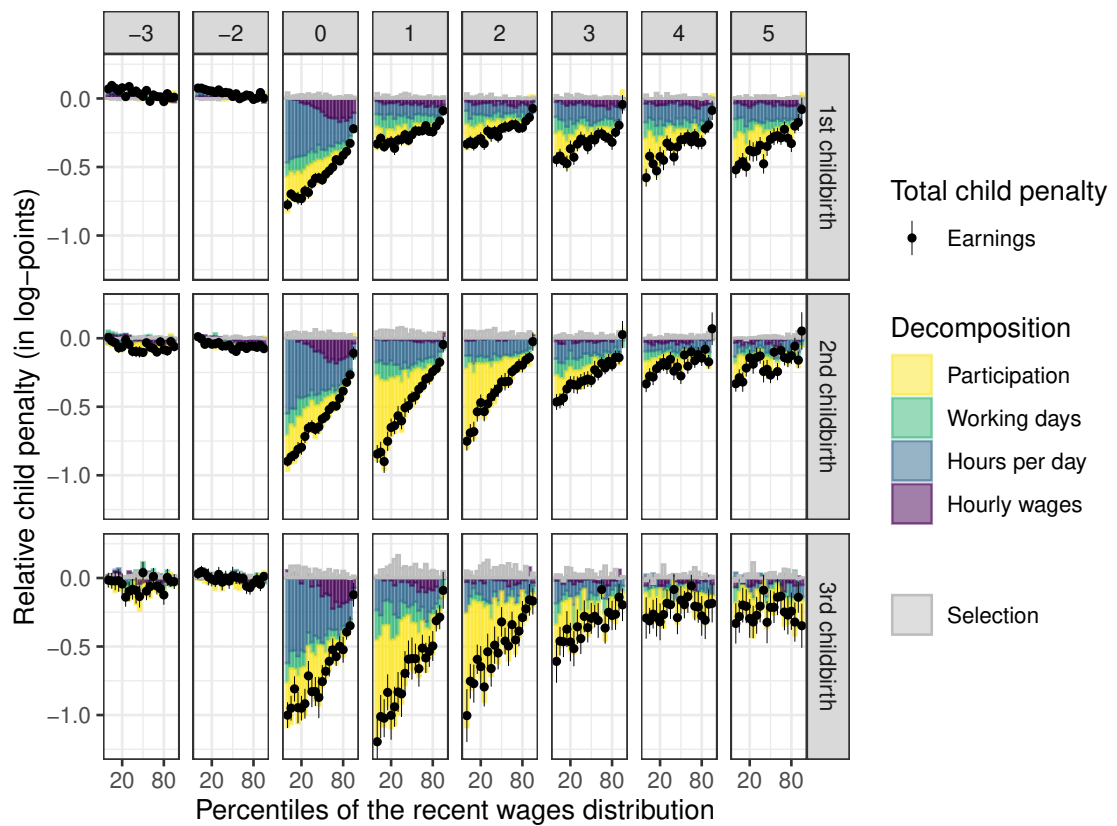 −3 −2 0 1 2 3 4 5
0.0
−0.5
−1.0
1st childbirth
0.0
−0.5
−1.0
2nd childbirth
0.0
−0.5
−1.0
3rd childbirth
20 80 20 80 20 80 20 80 20 80 20 80 20 80 20 80
Percentiles of the recent wages distribution
Relative child penalty (in log−points)
Total child penalty
Earnings
Decomposition
Participation
Working days
Hours per day
Hourly wages
Selection